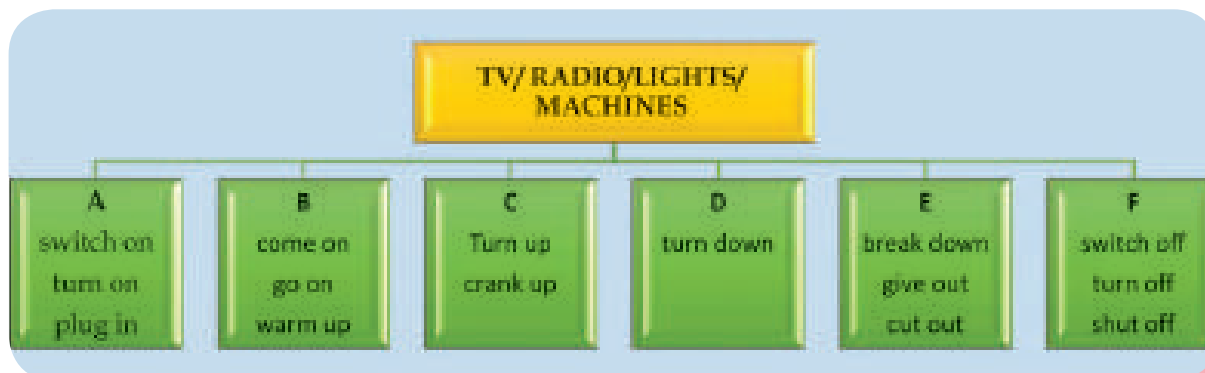 TV/ RADIO/LIGHTS/
MACHINES
A
switch on
turn on
plug in
B
come on
go on
warm up
C
Turn up
crank up
D
turn down
E
break down
give out
cut out
F
switch off
turn off
shut off